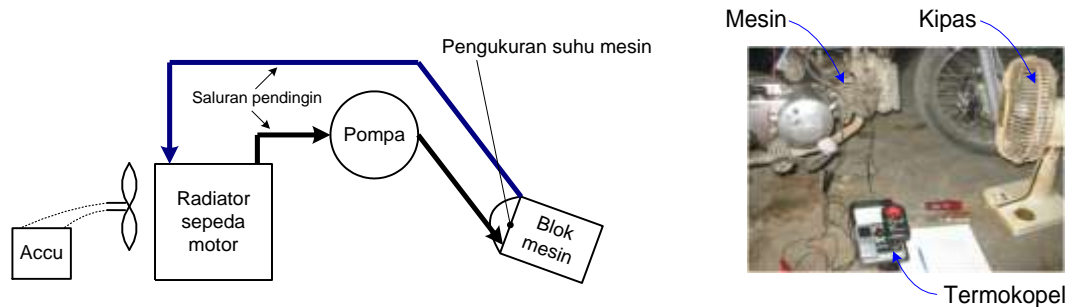 Pengukuran suhu mesin
Saluran pendingin
Pompa
Radiator
sepeda
motor
Accu
Blok
mesin
Mesin
Kipas
Termokopel